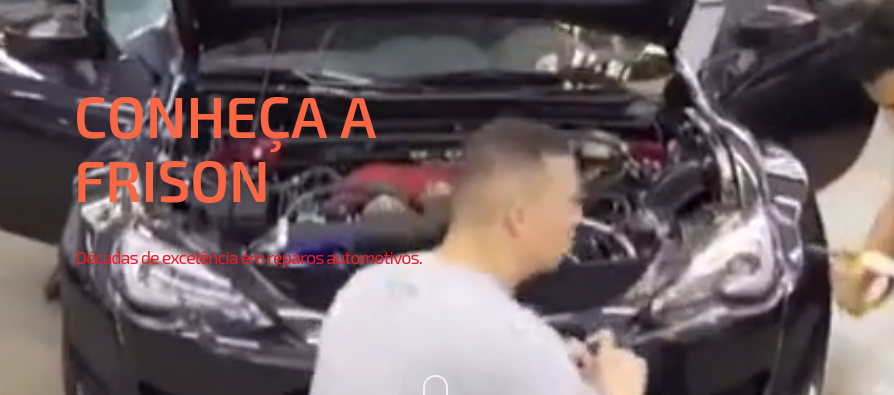 CONHEÇA A
FRISON
Décadas de excelência em reparos automotivos.